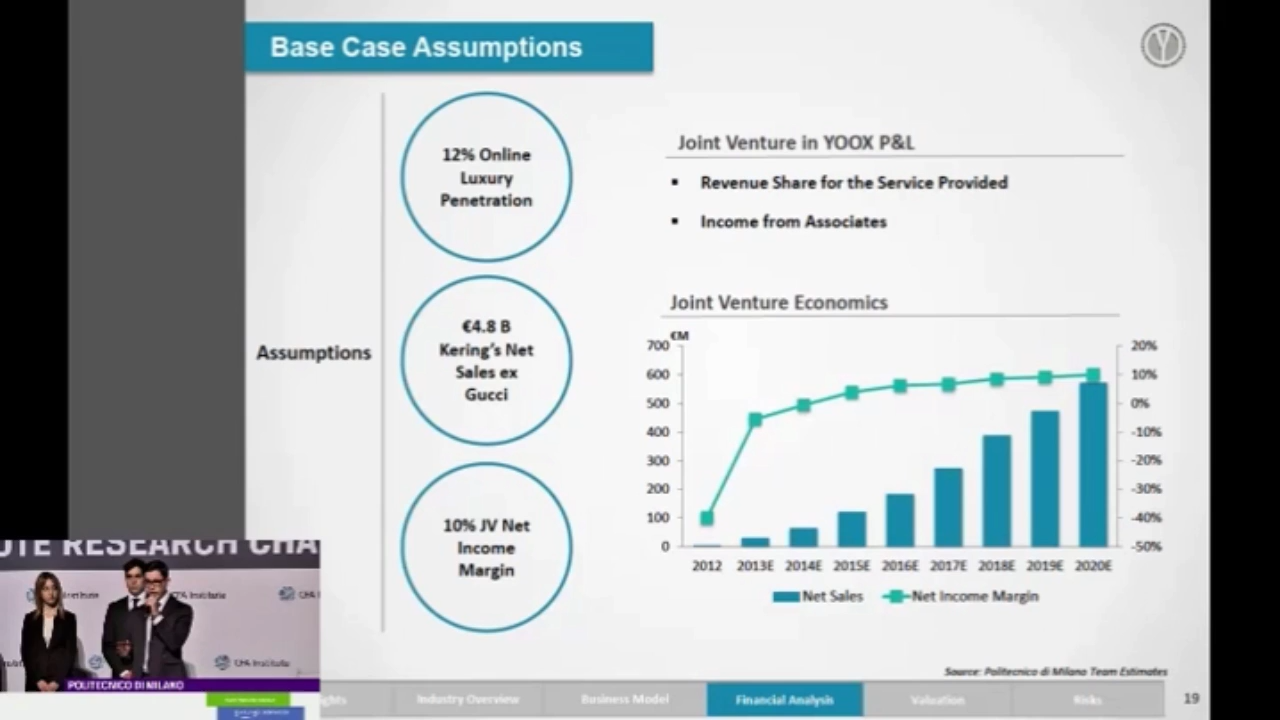 Base Case Assumptions
12% Online
Luxury
Penetration
€4.8 B
Kering's Net
Sales ex
Gucci
10% JV Net
Income
Margin
Assumptions
Joint Venture in YOOX P&L
▪ Revenue Share for the Service Provided
▪ Income from Associates
Joint Venture Economics
€M
700
600
500
400
300
200
100
0
20%
10%
0%
-10%
-20%
-30%
-40%
-50%
2012 2013E 2014E 2015E 2016E 2017E 2018E 2019E 2020E
Net Sales Net Income Margin
Source: Politecnico di Milano Team Estimates
Industry Overview Business Model Financial Analysis Valuation Risks 19
RESEARCH CHA
CFA Institute
CFA Institute
POLITECNICO DI MILANO